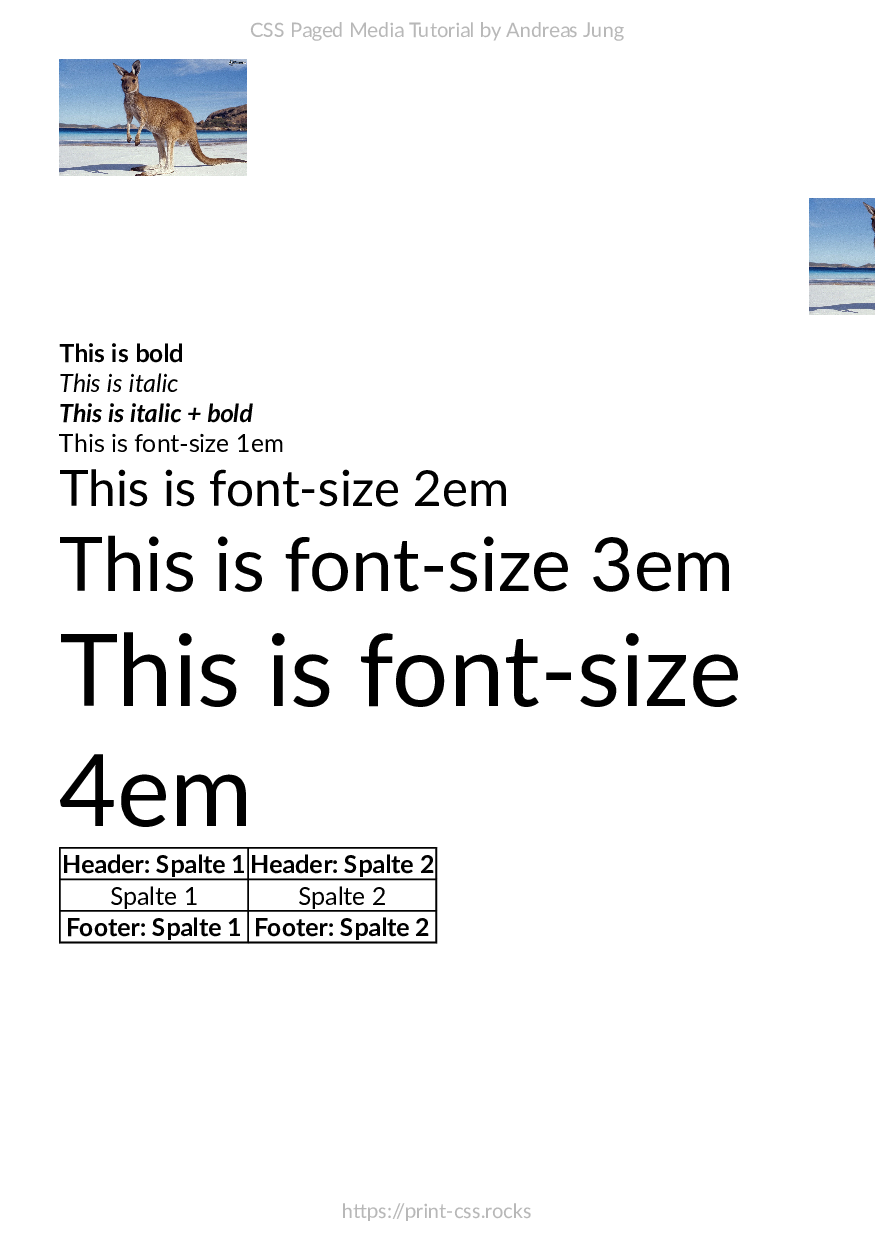 CSS Paged Media Tutorial by Andreas Jung
This is bold
This is italic
This is italic + bold
This is font-size 1em
This is font-size 2em
This is font-size 3em
This is font-size
4em
Header: Spalte 1 Header: Spalte 2
Spalte 1 Spalte 2
Footer: Spalte 1 Footer: Spalte 2
https://print-css.rocks